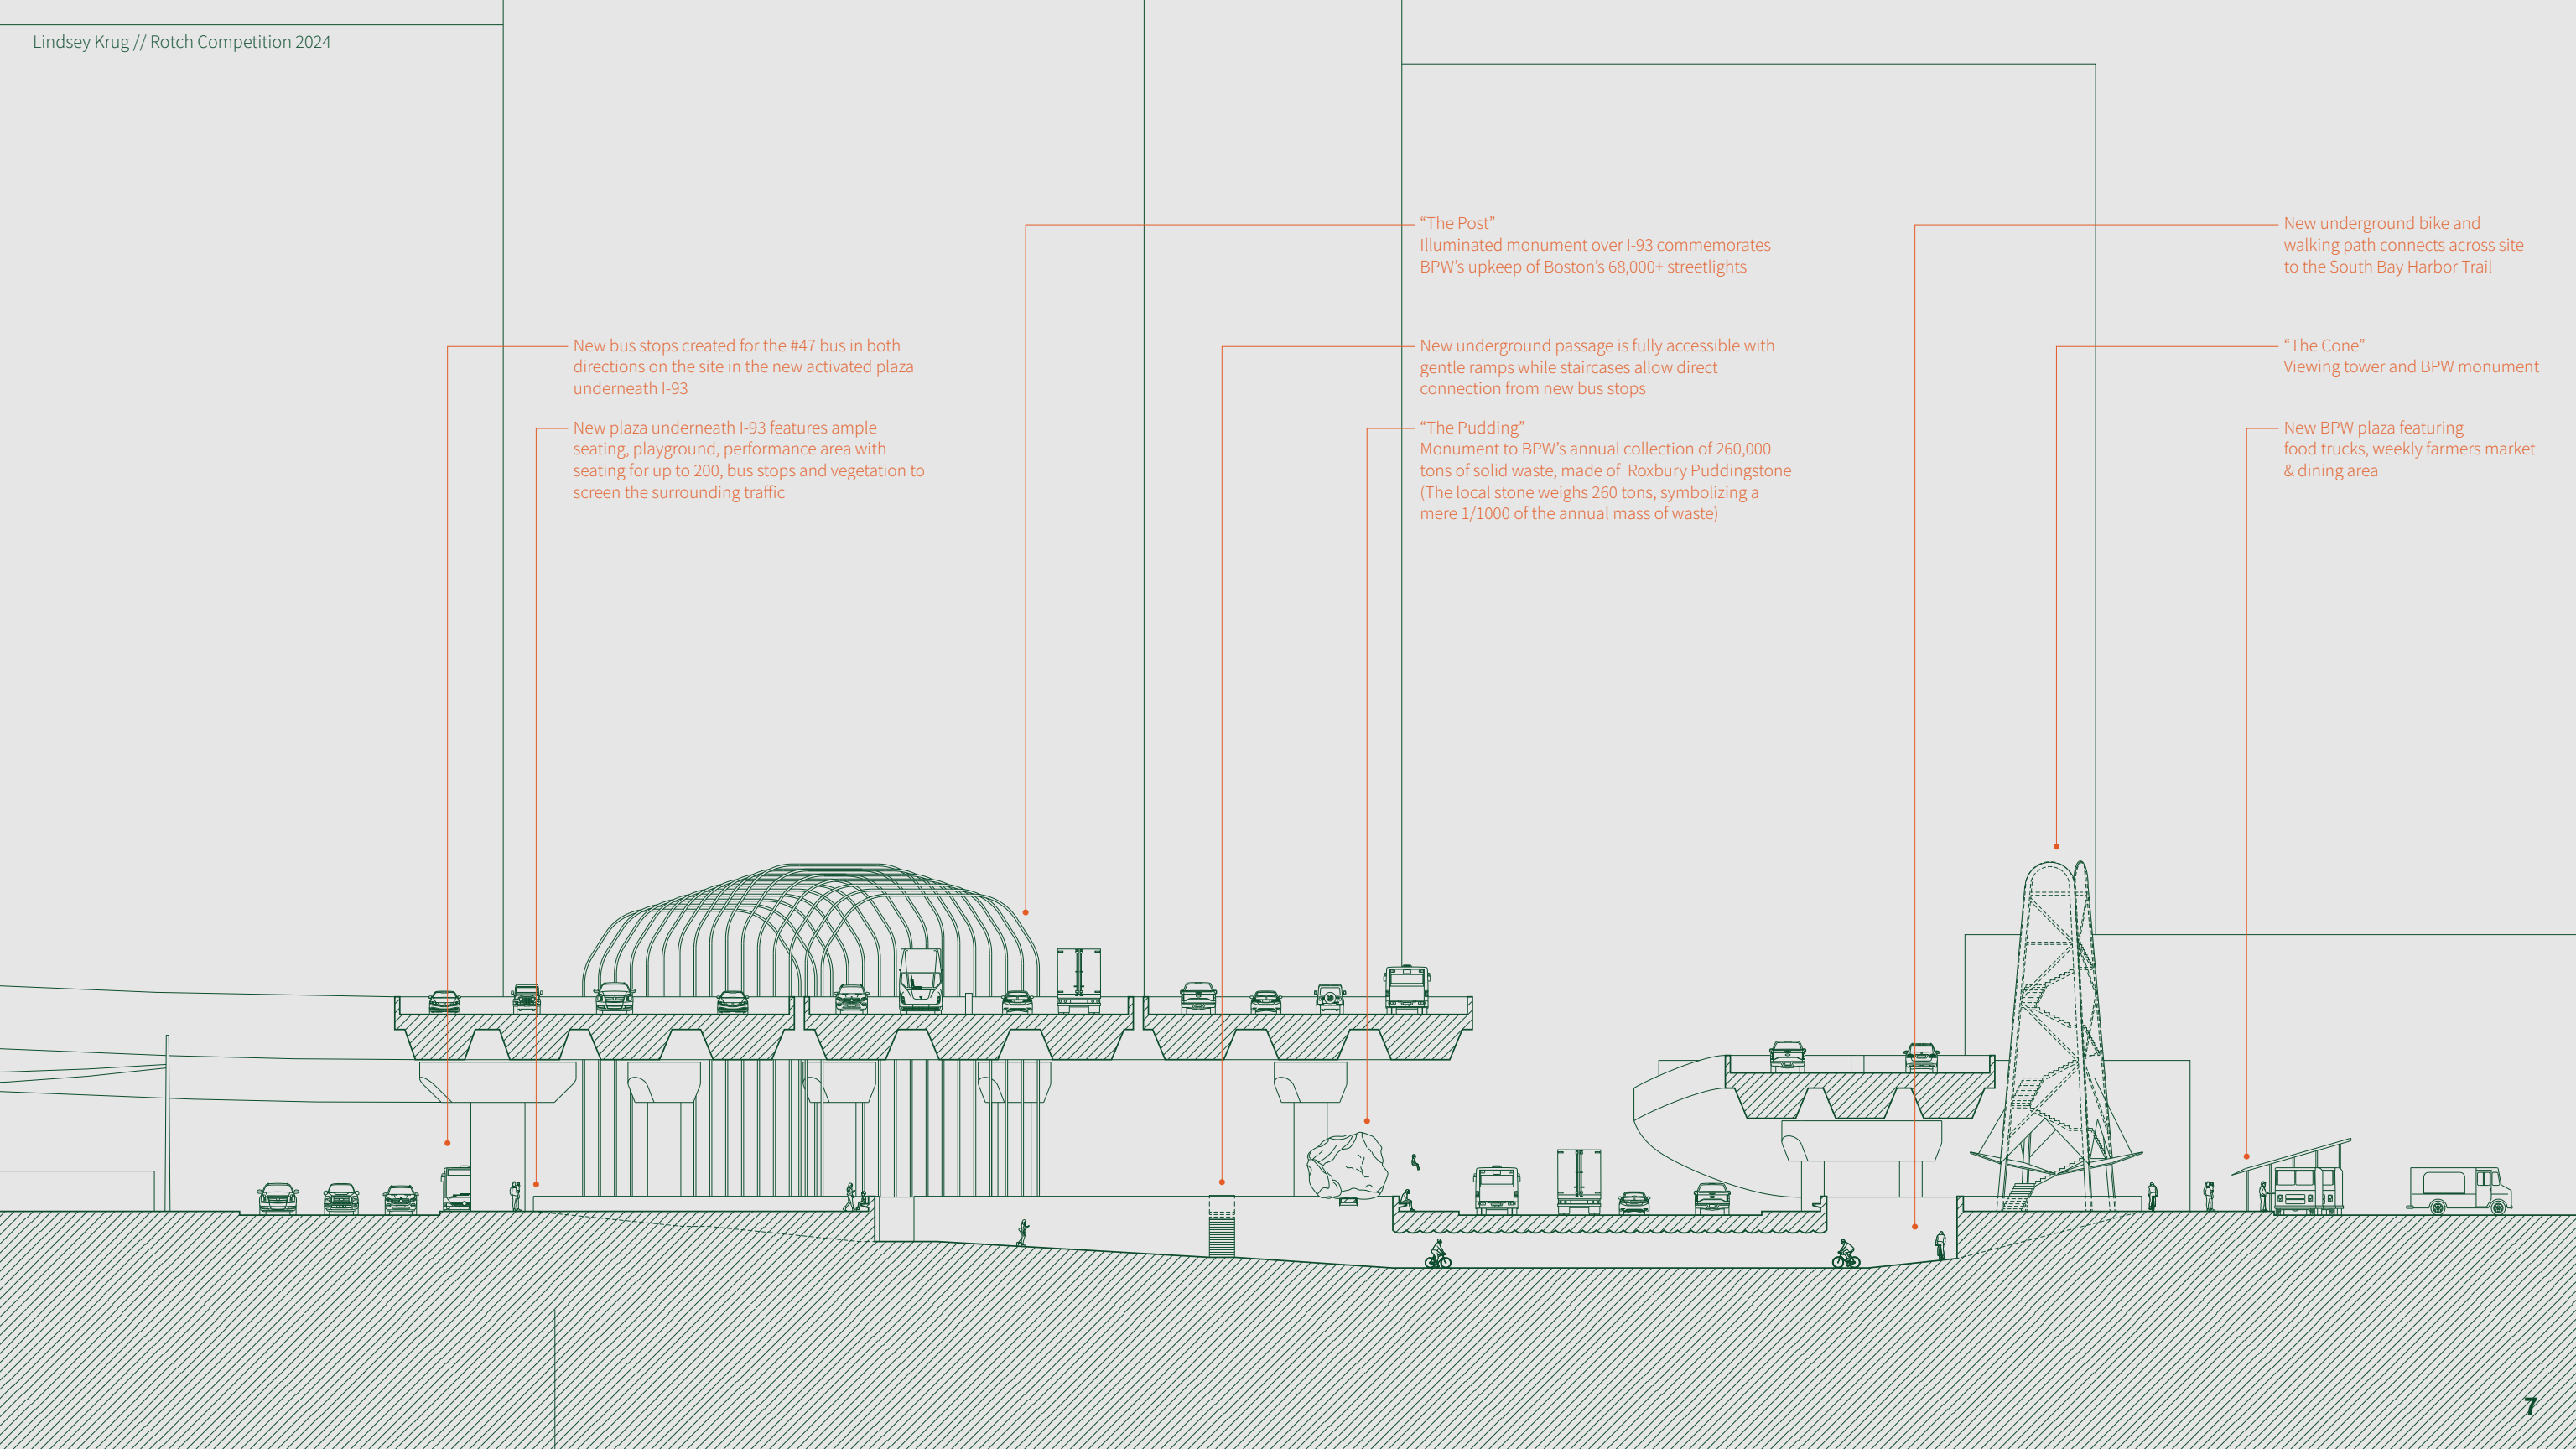 Lindsey Krug // Rotch Competition 2024
New bus stops created for the #47 bus in both
directions on the site in the new activated plaza
underneath I-93
New plaza underneath I-93 features ample
seating, playground, performance area with
seating for up to 200, bus stops and vegetation to
screen the surrounding traffic
“The Post”
Illuminated monument over I-93 commemorates
BPW’s upkeep of Boston’s 68,000+ streetlights
New underground passage is fully accessible with
gentle ramps while staircases allow direct
connection from new bus stops
“The Pudding”
Monument to BPW’s annual collection of 260,000
tons of solid waste, made of Roxbury Puddingstone
(The local stone weighs 260 tons, symbolizing a
mere 1/1000 of the annual mass of waste)
New underground bike and
walking path connects across site
to the South Bay Harbor Trail
“The Cone”
Viewing tower and BPW monument
New BPW plaza featuring
food trucks, weekly farmers market
& dining area
7